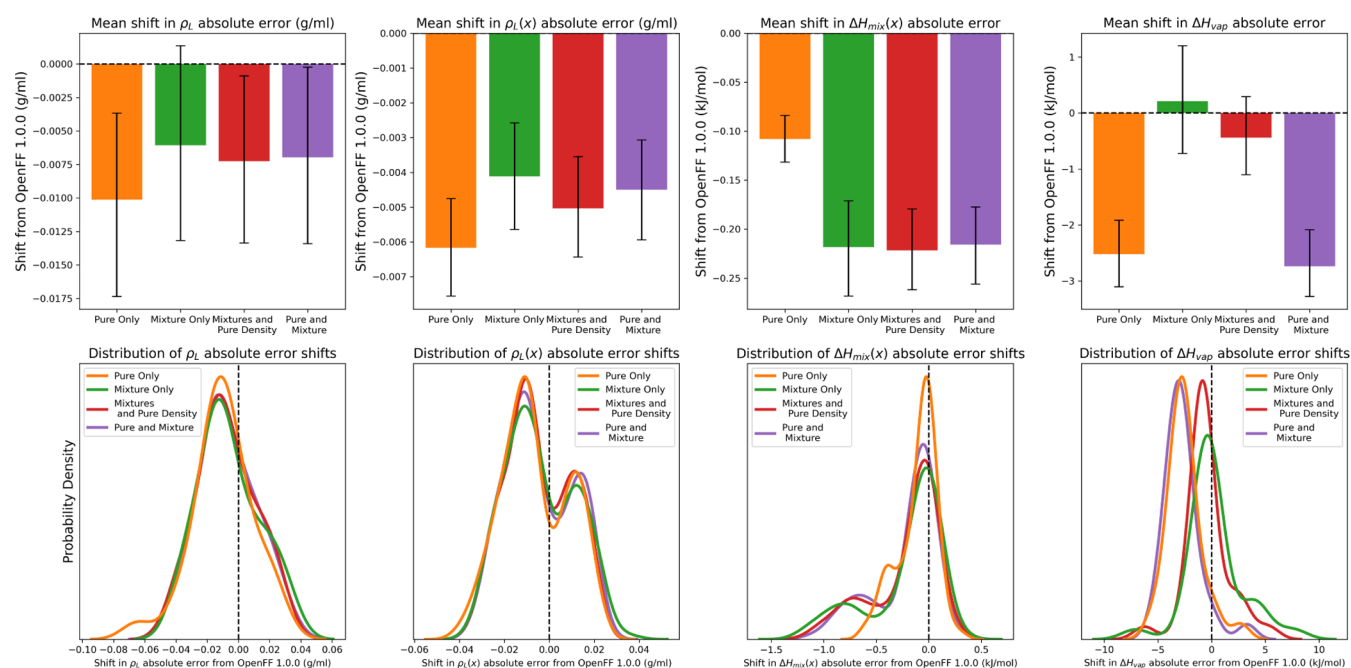 Mean shift in ρL absolute error (g/ml)
Shift from OpenFF 1.0.0 (g/ml)
0.0000
−0.0025
−0.0050
−0.0075
−0.0100
−0.0125
−0.0150
−0.0175
Pure Only
Mixture Only
Mixtures and
Pure Density
Pure and
Mixture
Mean shift in ρL(x) absolute error (g/ml)
Shift from OpenFF 1.0.0 (g/ml)
0.000
−0.001
−0.002
−0.003
−0.004
−0.005
−0.006
−0.007
Pure Only
Mixture Only
Mixtures and
Pure Density
Pure and
Mixture
Mean shift in ΔHmix(x) absolute error
Shift from OpenFF 1.0.0 (kJ/mol)
0.00
−0.05
−0.10
−0.15
−0.20
−0.25
Pure Only
Mixture Only
Mixtures and
Pure Density
Pure and
Mixture
Mean shift in ΔHvap absolute error
Shift from OpenFF 1.0.0 (kJ/mol)
1
0
−1
−2
−3
Pure Only
Mixture Only
Mixtures and
Pure Density
Pure and
Mixture
Distribution of ρL absolute error shifts
Probability Density
Pure Only
Mixture Only
Mixtures
and Pure Density
Pure and Mixture
−0.10 −0.08 −0.06 −0.04 −0.02 0.00 0.02 0.04 0.06
Shift in ρL absolute error from OpenFF 1.0.0 (g/ml)
Distribution of ρL(x) absolute error shifts
Pure Only
Mixture Only
Mixtures and
Pure Density
Pure and
Mixture
−0.06 −0.04 −0.02 0.00 0.02 0.04
Shift in ρL(x) absolute error from OpenFF 1.0.0 (g/ml)
Distribution of ΔHmix(x) absolute error shifts
Pure Only
Mixture Only
Mixtures and
Pure Density
Pure and
Mixture
−1.5 −1.0 −0.5 0.0 0.5
Shift in ΔHmix(x) absolute error from OpenFF 1.0.0 (kJ/mol)
Distribution of ΔHvap absolute error shifts
Pure Only
Mixture Only
Mixtures and
Pure Density
Pure and
Mixture
−10 −5 0 5 10
Shift in ΔHvap absolute error from OpenFF 1.0.0 (kJ/mol)